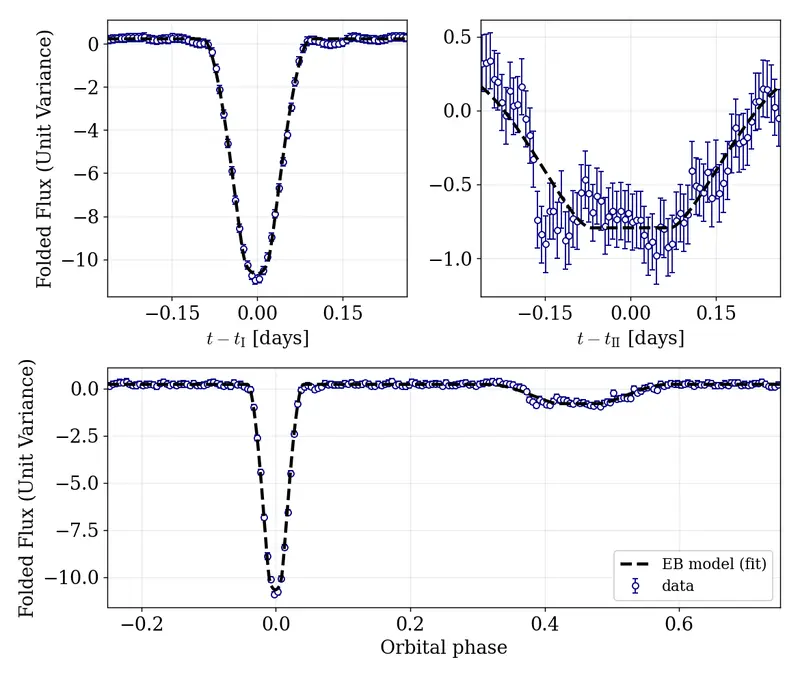 Folded Flux (Unit Variance)
0
−2
−4
−6
−8
−10
−0.15 0.00 0.15
t − t_I [days]
0.5
0.0
−0.5
−1.0
−0.15 0.00 0.15
t − t_II [days]
Folded Flux (Unit Variance)
0.0
−2.5
−5.0
−7.5
−10.0
EB model (fit)
data
−0.2 0.0 0.2 0.4 0.6
Orbital phase